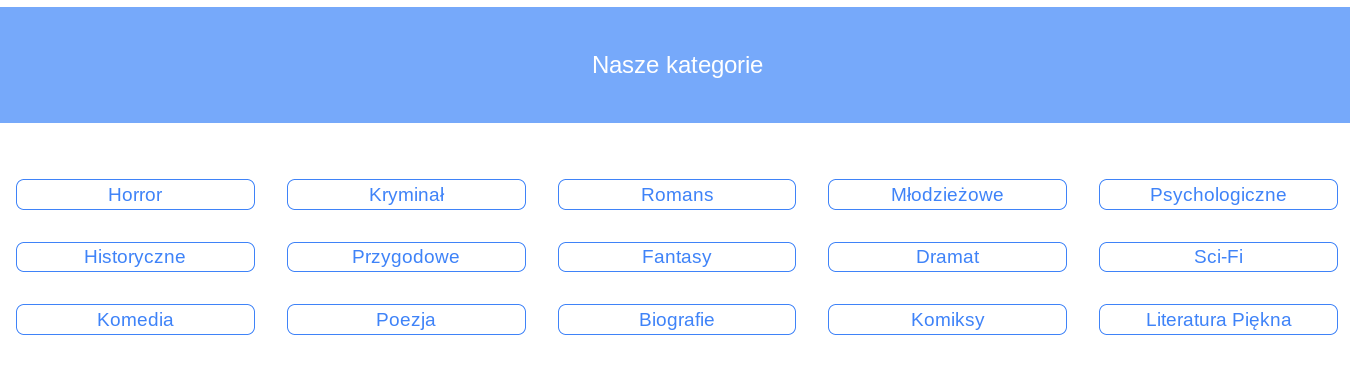 Nasze kategorie
Horror Kryminał Romans Młodzieżowe Psychologiczne
Historyczne Przygodowe Fantasy Dramat Sci-Fi
Komedia Poezja Biografie Komiksy Literatura Piękna